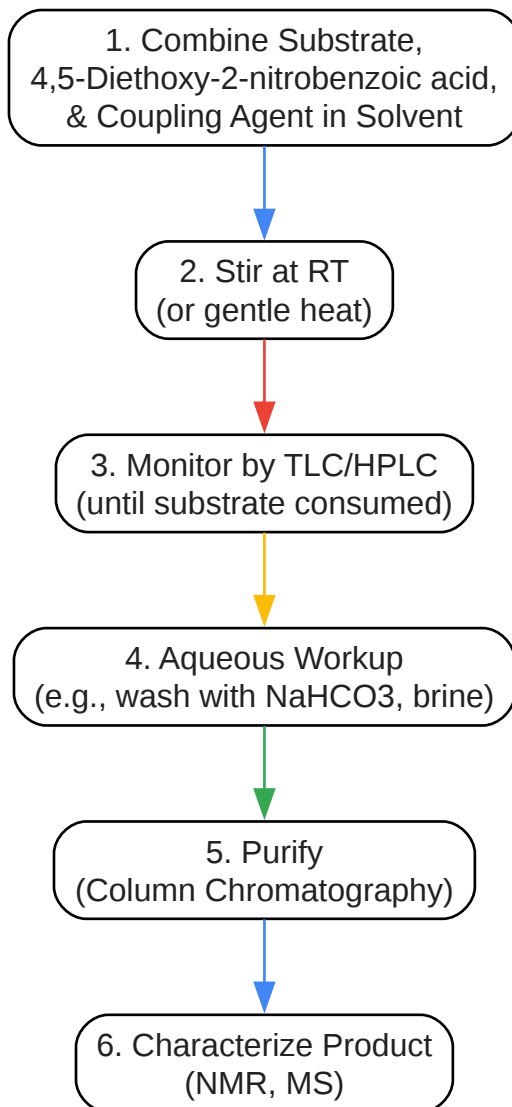 1. Combine Substrate,
4,5-Diethoxy-2-nitrobenzoic acid,
& Coupling Agent in Solvent
2. Stir at RT
(or gentle heat)
3. Monitor by TLC/HPLC
(until substrate consumed)
4. Aqueous Workup
(e.g., wash with NaHCO3, brine)
5. Purify
(Column Chromatography)
6. Characterize Product
(NMR, MS)